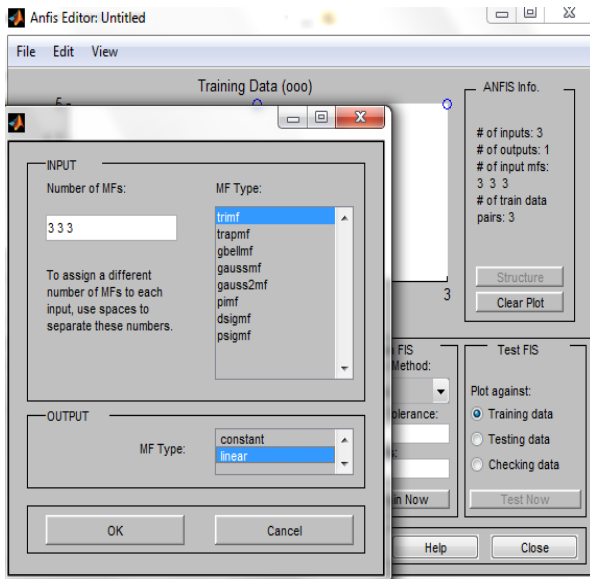 Anfis Editor: Untitled
File Edit View
Training Data (ooo)
ANFIS Info.
# of inputs: 3
# of outputs: 1
# of input mfs:
3 3 3
# of train data
pairs: 3
Structure
Clear Plot
3
INPUT
Number of MFs:
3 3 3
To assign a different
number of MFs to each
input, use spaces to
separate these numbers.
MF Type:
trimf
trapmf
gbellmf
gaussmf
gauss2mf
pimf
dsigmf
psigmf
OUTPUT
MF Type:
constant
linear
OK
Cancel
FIS
Method:
Test FIS
Plot against:
Training data
Testing data
Checking data
Test Now
Now
Help
Close